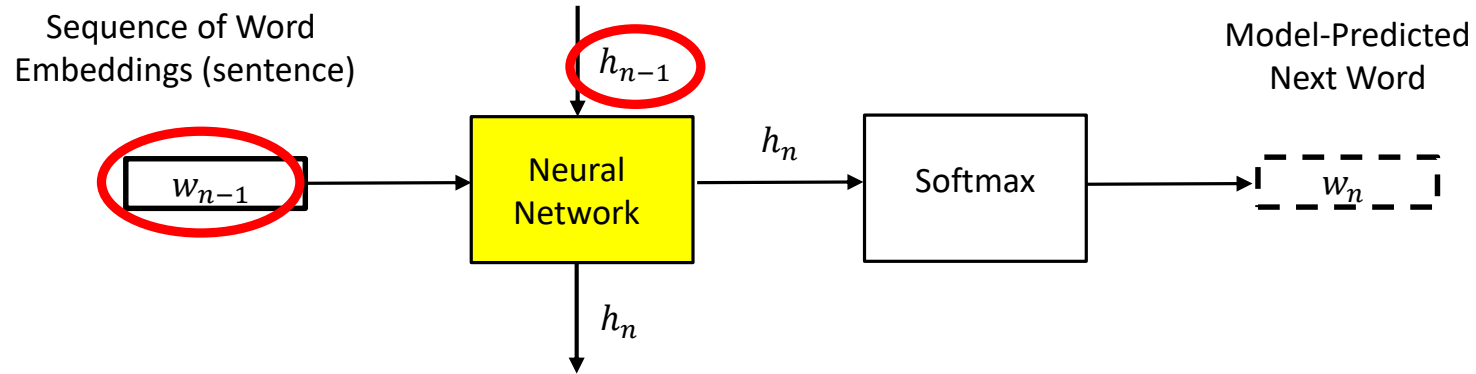 Sequence of Word
Embeddings (sentence)
h_{n-1}
Model-Predicted
Next Word
w_{n-1}
Neural
Network
h_n
Softmax
w_n
h_n